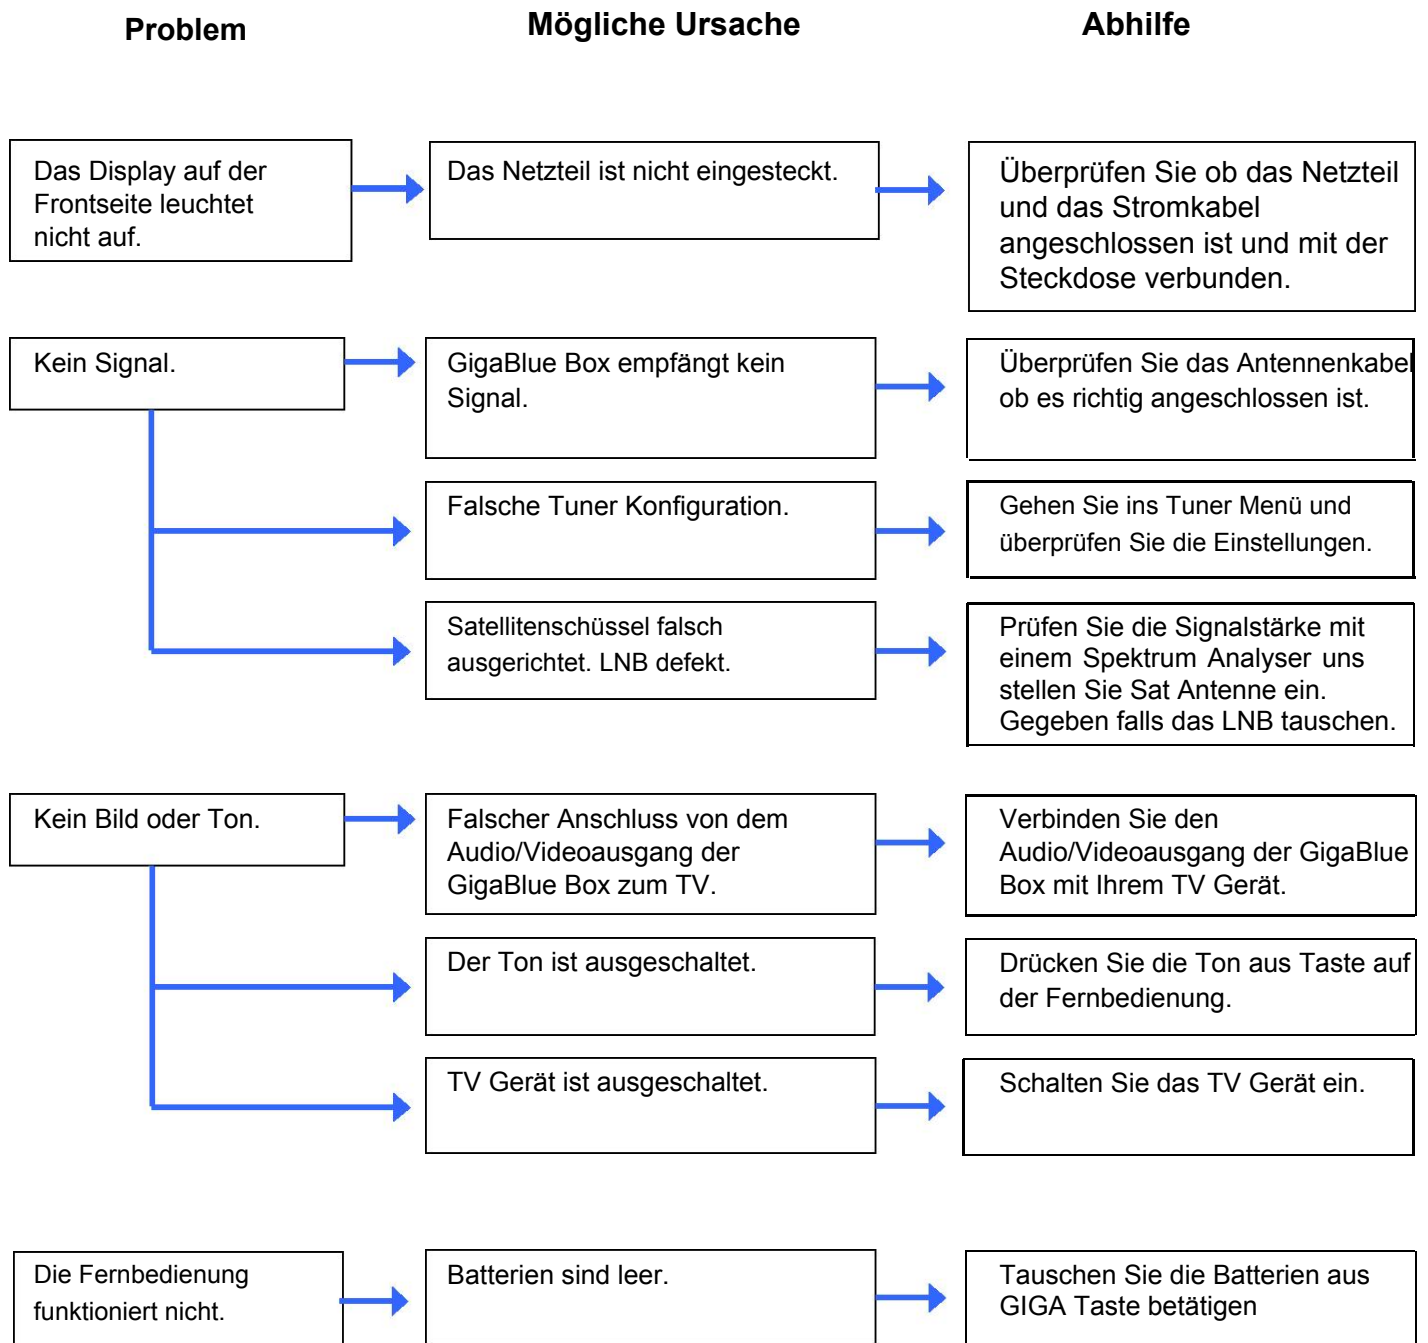 Problem
Mögliche Ursache
Abhilfe
Das Display auf der
Frontseite leuchtet
nicht auf.
Das Netzteil ist nicht eingesteckt.
Überprüfen Sie ob das Netzteil
und das Stromkabel
angeschlossen ist und mit der
Steckdose verbunden.
Kein Signal.
GigaBlue Box empfängt kein
Signal.
Überprüfen Sie das Antennenkabel
ob es richtig angeschlossen ist.
Falsche Tuner Konfiguration.
Gehen Sie ins Tuner Menü und
überprüfen Sie die Einstellungen.
Satellitenschüssel falsch
ausgerichtet. LNB defekt.
Prüfen Sie die Signalstärke mit
einem Spektrum Analyser uns
stellen Sie Sat Antenne ein.
Gegeben falls das LNB tauschen.
Kein Bild oder Ton.
Falscher Anschluss von dem
Audio/Videoausgang der
GigaBlue Box zum TV.
Verbinden Sie den
Audio/Videoausgang der GigaBlue
Box mit Ihrem TV Gerät.
Der Ton ist ausgeschaltet.
Drücken Sie die Ton aus Taste auf
der Fernbedienung.
TV Gerät ist ausgeschaltet.
Schalten Sie das TV Gerät ein.
Die Fernbedienung
funktioniert nicht.
Batterien sind leer.
Tauschen Sie die Batterien aus
GIGA Taste betätigen